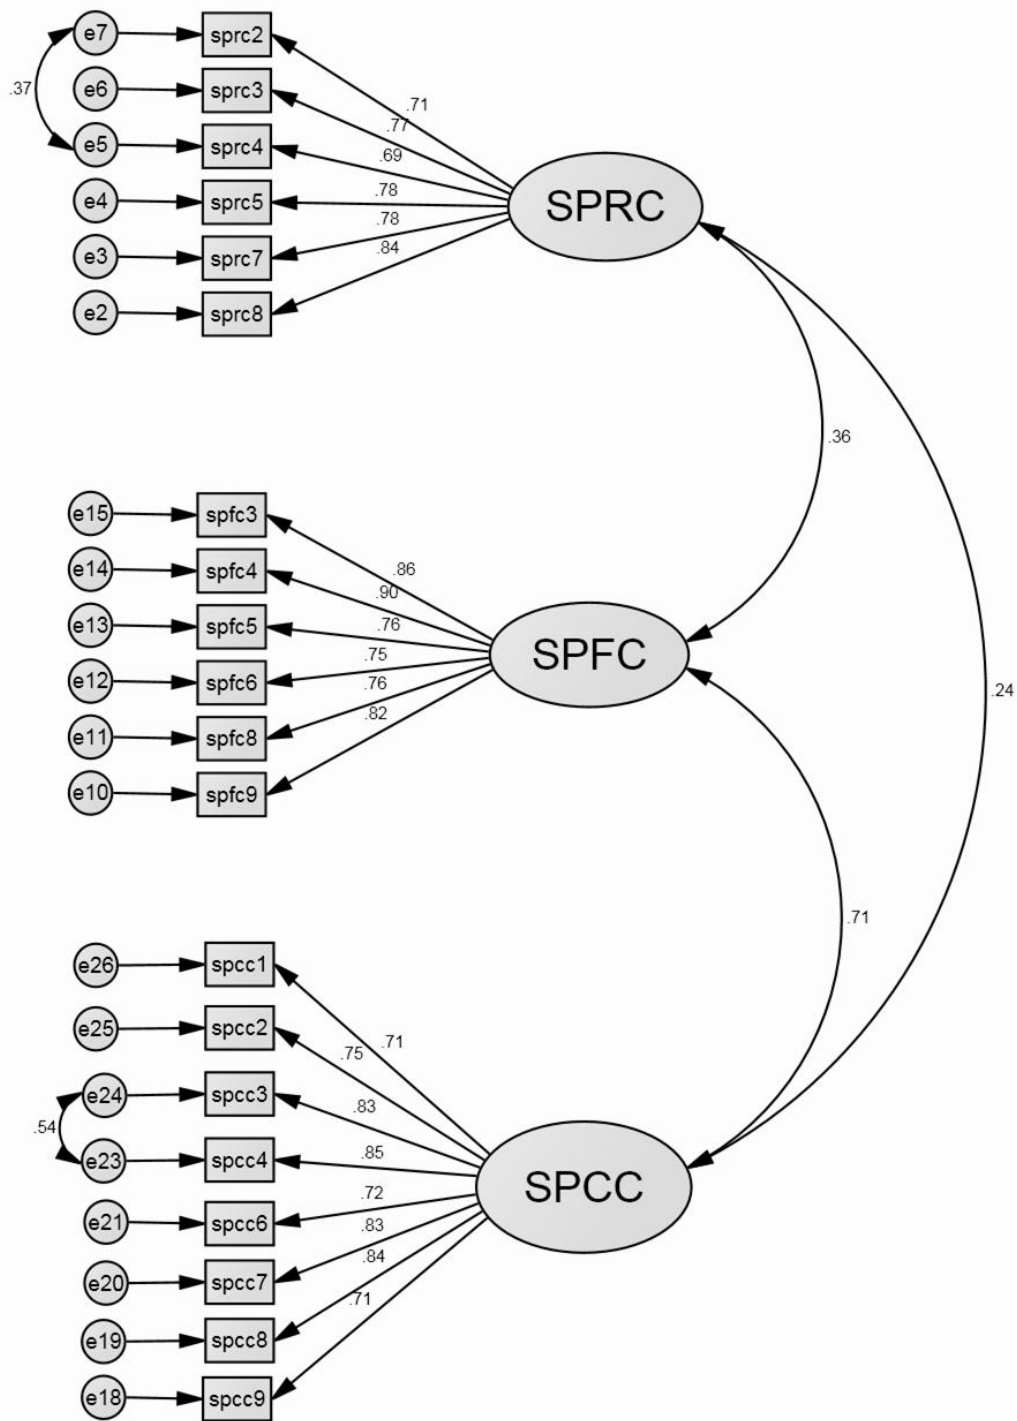 e7 sprc2
.37
e6 sprc3
.71
.77
e5 sprc4
.69
e4 sprc5
.78
SPRC
e3 sprc7
.78
.84
e2 sprc8
.36
e15 spfc3
.86
e14 spfc4
.90
e13 spfc5
.76
SPFC
e12 spfc6
.75
.76
e11 spfc8
.82
e10 spfc9
.24
.71
e26 spcc1
e25 spcc2
.75 .71
e24 spcc3
.83
.54
e23 spcc4
.85
SPCC
e21 spcc6
.72
.83
e20 spcc7
.84
.71
e19 spcc8
e18 spcc9